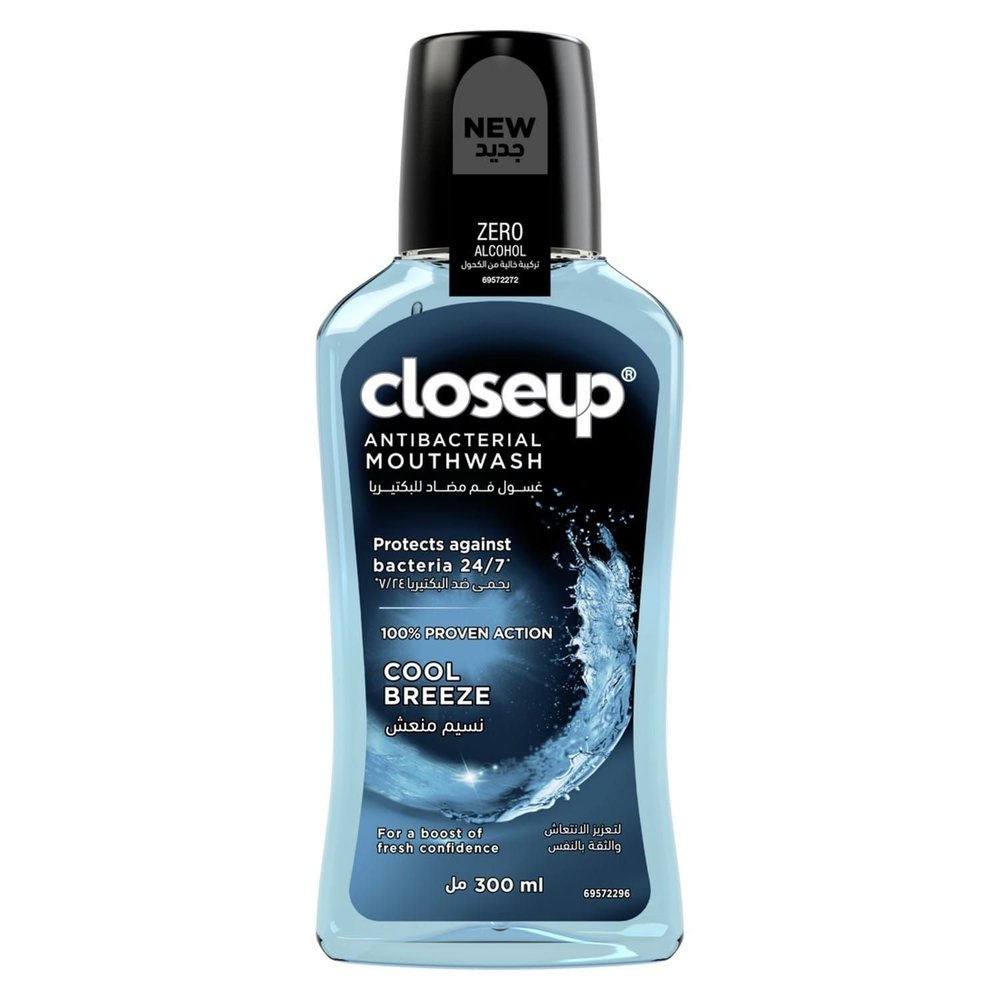 NEW
جديد
ZERO
ALCOHOL
تركيبة خالية من الكحول
69572272
closeup®
ANTIBACTERIAL
MOUTHWASH
غسول فم مضاد للبكتيريا
Protects against
bacteria 24/7*
يحمى ضد البكتيريا ٧/٢٤*
100% PROVEN ACTION
COOL
BREEZE
نسيم منعش
For a boost of
fresh confidence
لتعزيز الانتعاش
والثقة بالنفس
300 ml مل
69572296